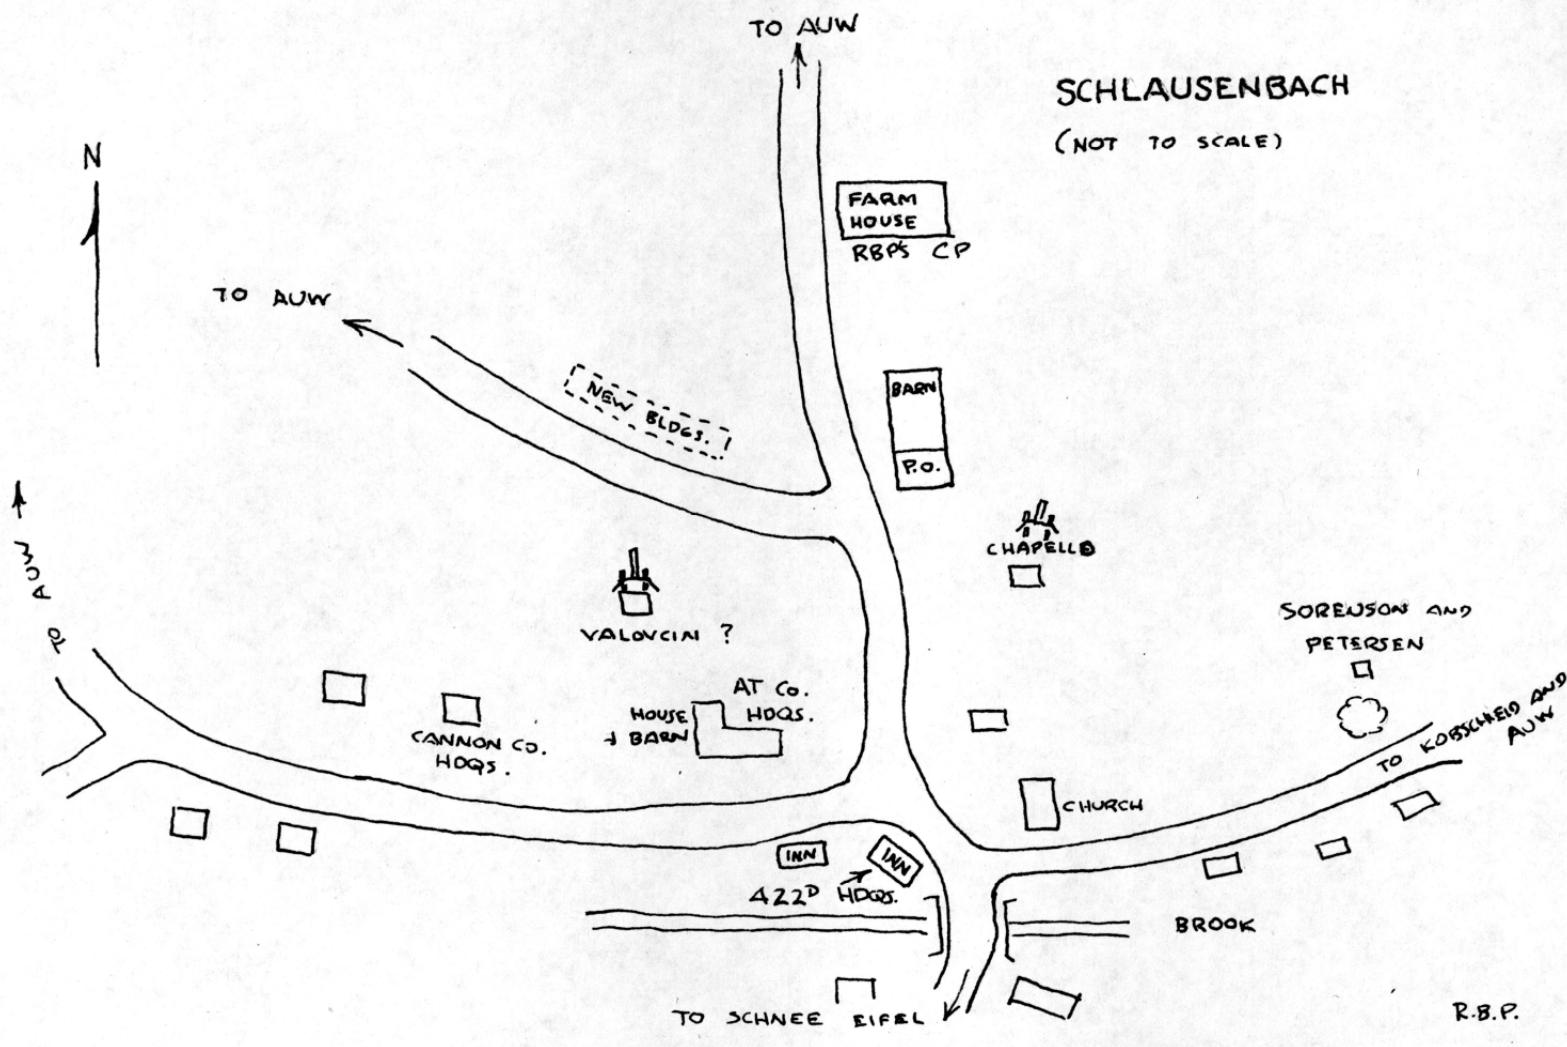 TO AUW
SCHLAUSENBACH
(NOT TO SCALE)
N
FARM
HOUSE
RBP'S CP
TO AUW
NEW BLDGS.
BARN
P.O.
CHAPELLO
TO AUW
VALOVCIN ?
SORENSON AND
PETERSEN
AT CO.
HDQS.
HOUSE
+ BARN
CANNON CO.
HDQS.
TO KOBSCHEID AND
AUW
CHURCH
INN
INN
422D HDQS.
BROOK
TO SCHNEE EIFEL
R.B.P.